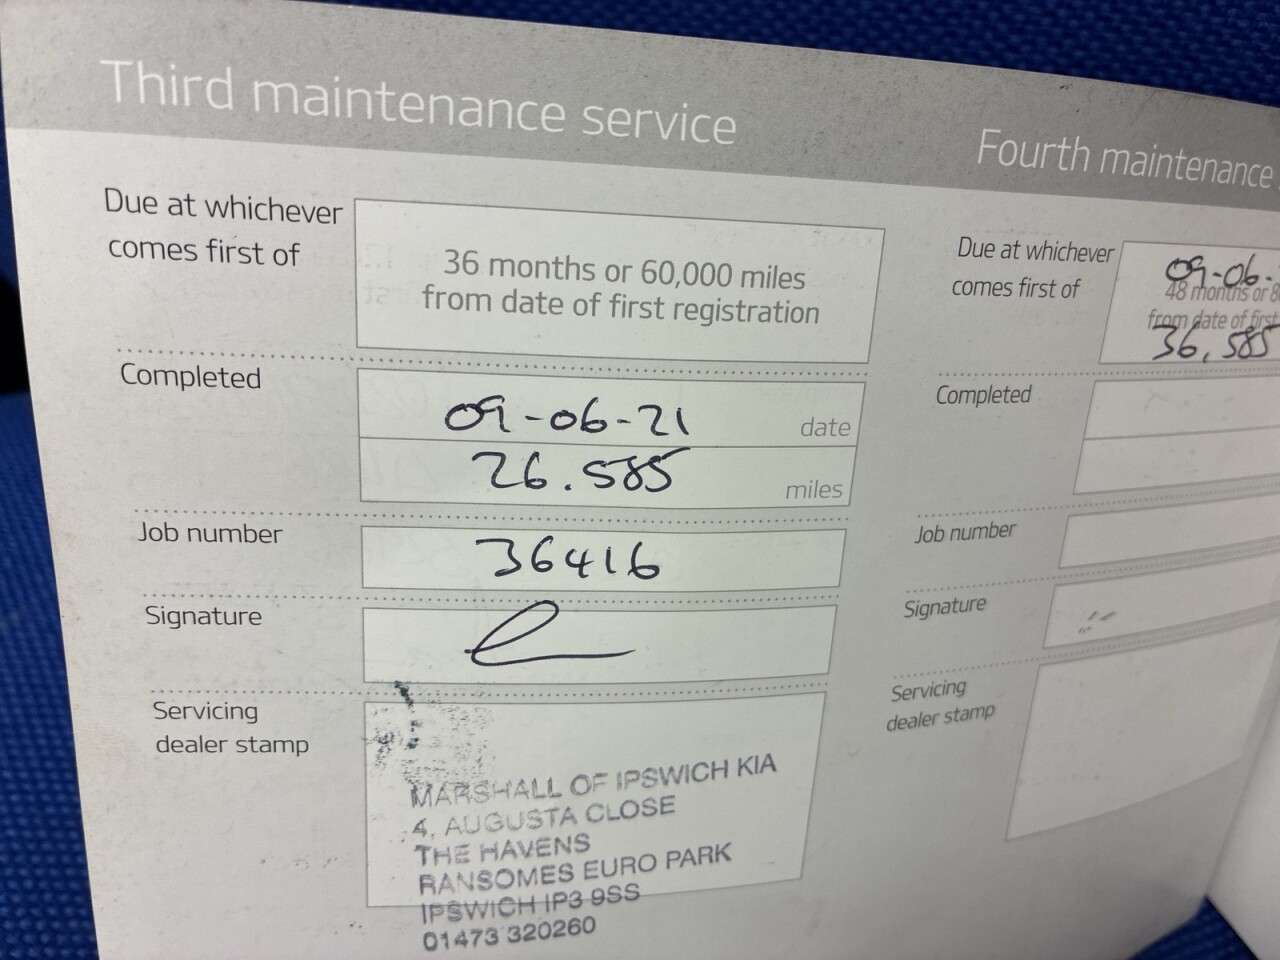 Third maintenance service
Due at whichever
comes first of
36 months or 60,000 miles
from date of first registration
Completed
09-06-21
date
26.585
miles
Job number
36416
Signature
Servicing
dealer stamp
MARSHALL OF IPSWICH KIA
4, AUGUSTA CLOSE
THE HAVENS
RANSOMES EURO PARK
IPSWICH IP3 9SS
01473 320260
Fourth maintenance
Due at whichever
comes first of
09-06-
48 months or 8
from date of first
36,585
Completed
Job number
Signature
Servicing
dealer stamp